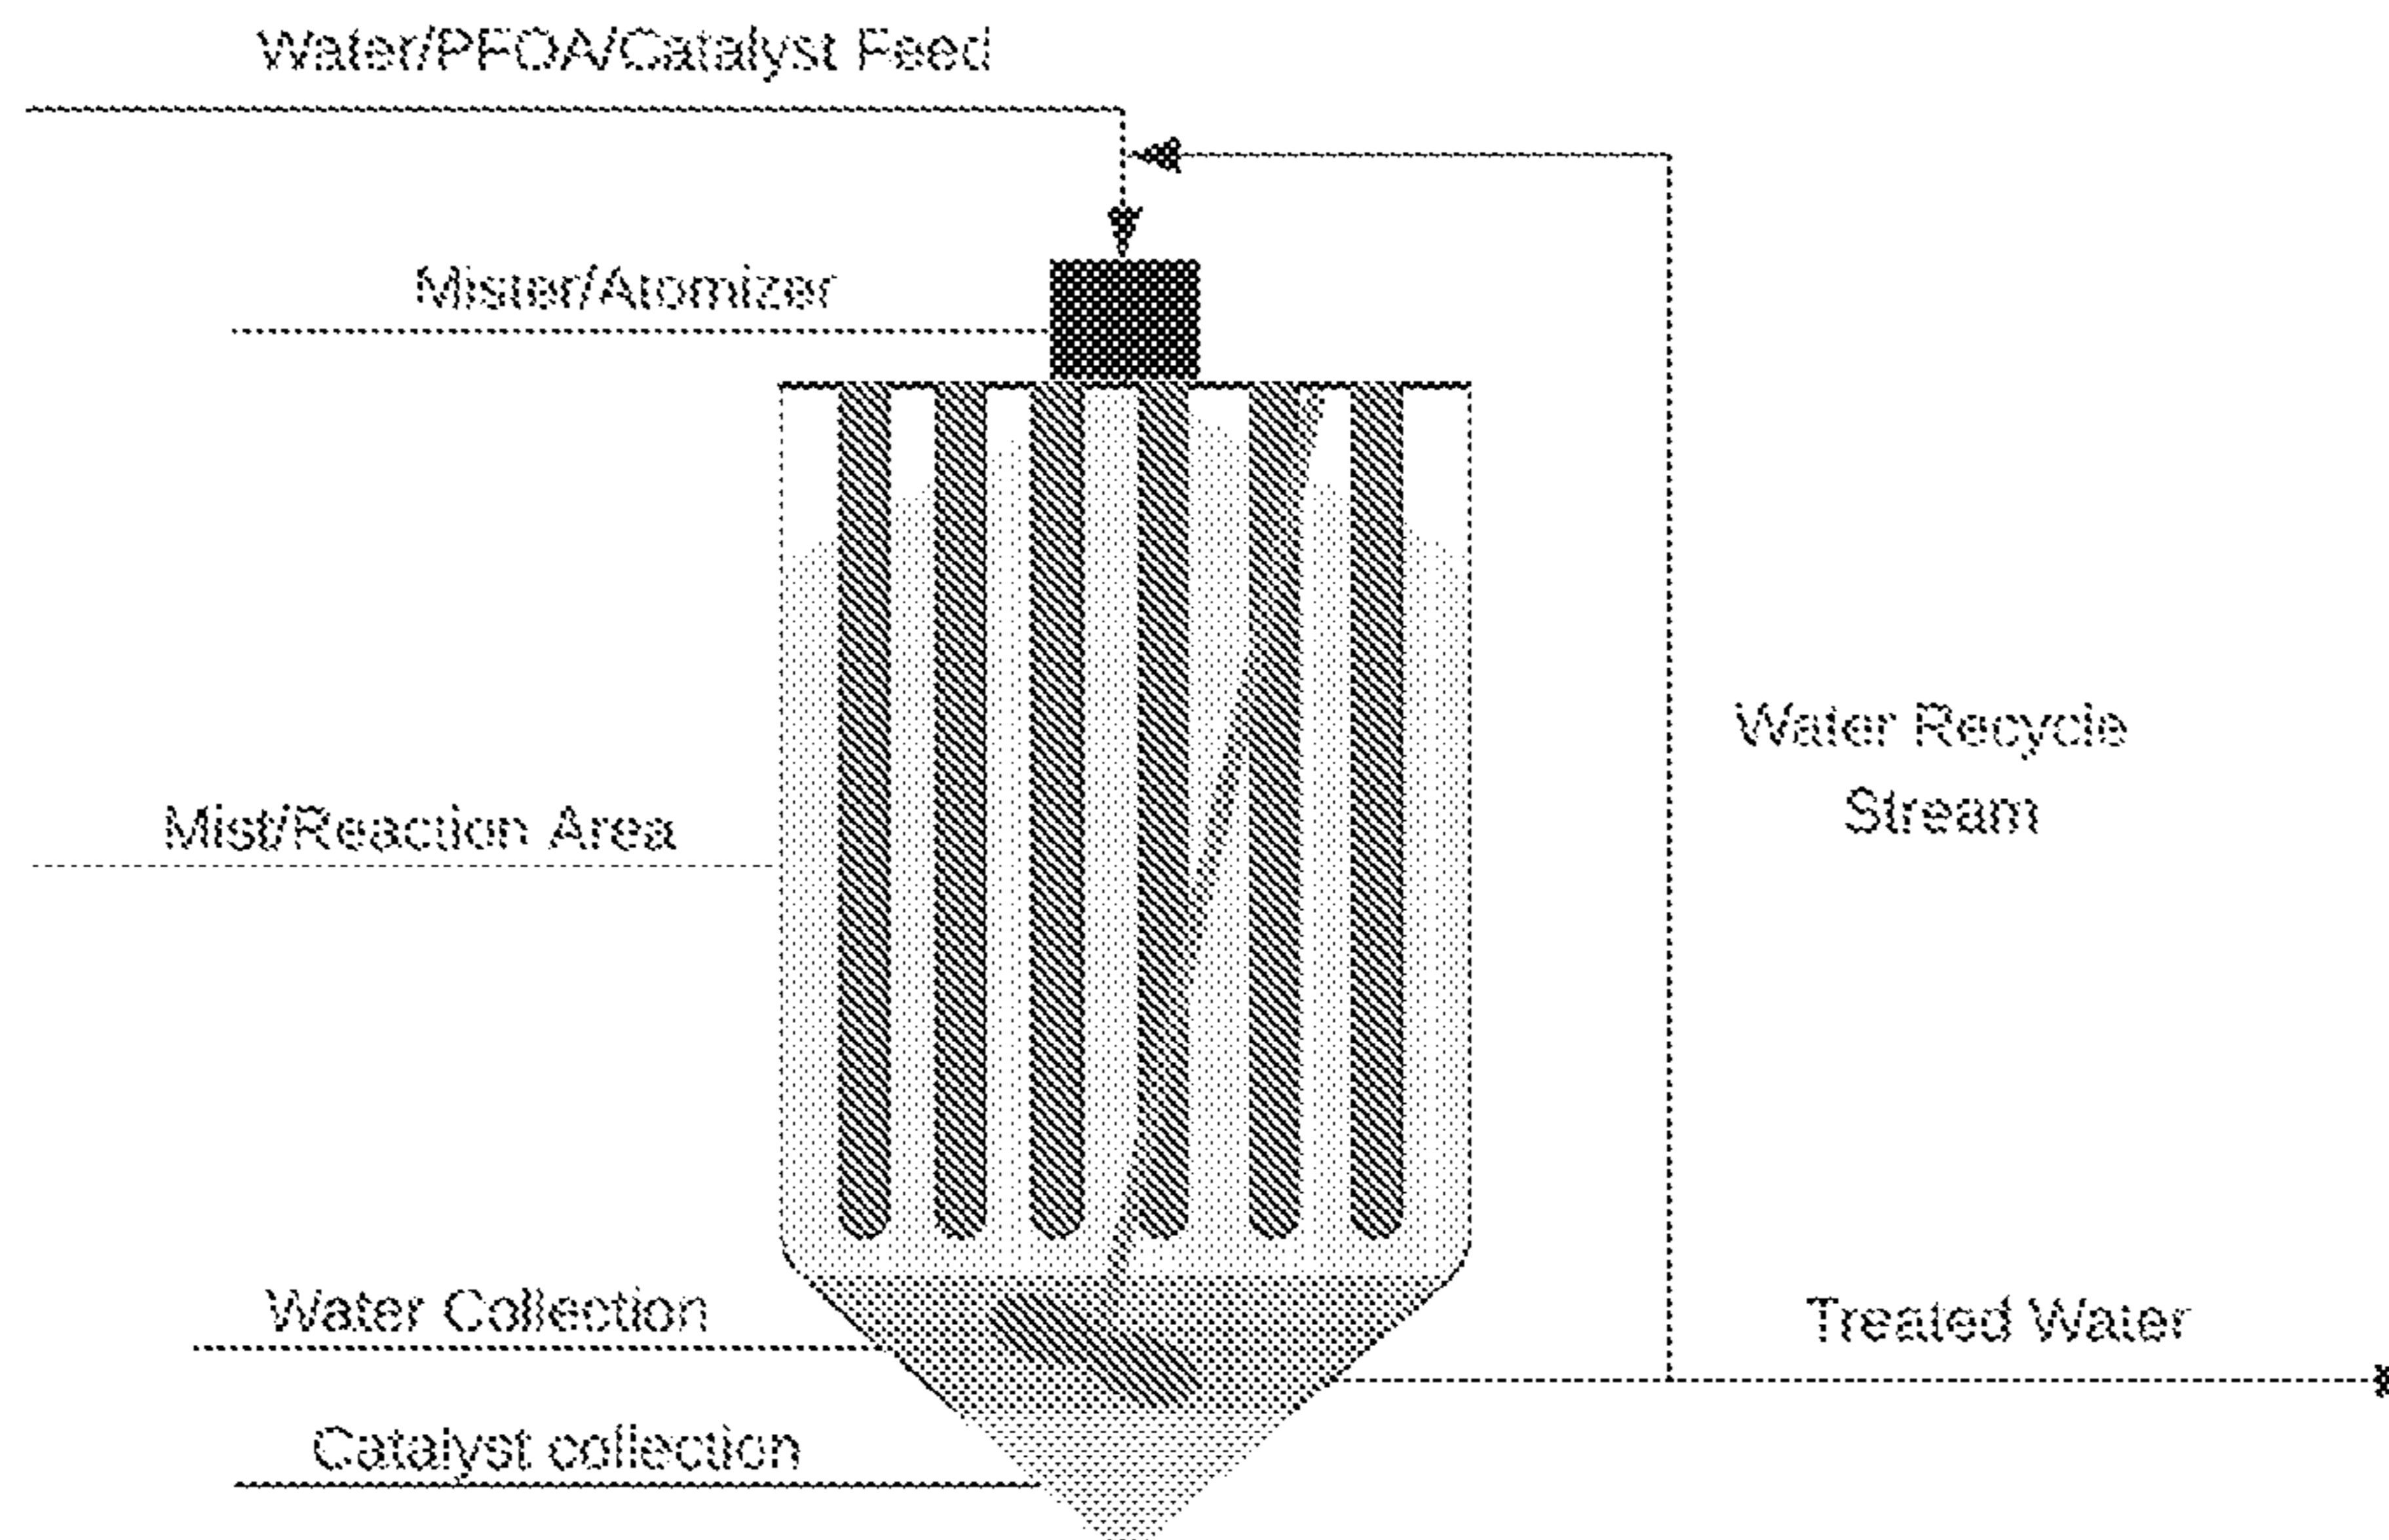 Water/PFOA/Catalyst Feed
Mister/Atomizer
Mist/Reaction Area
Water Recycle
Stream
Water Collection
Treated Water
Catalyst collection